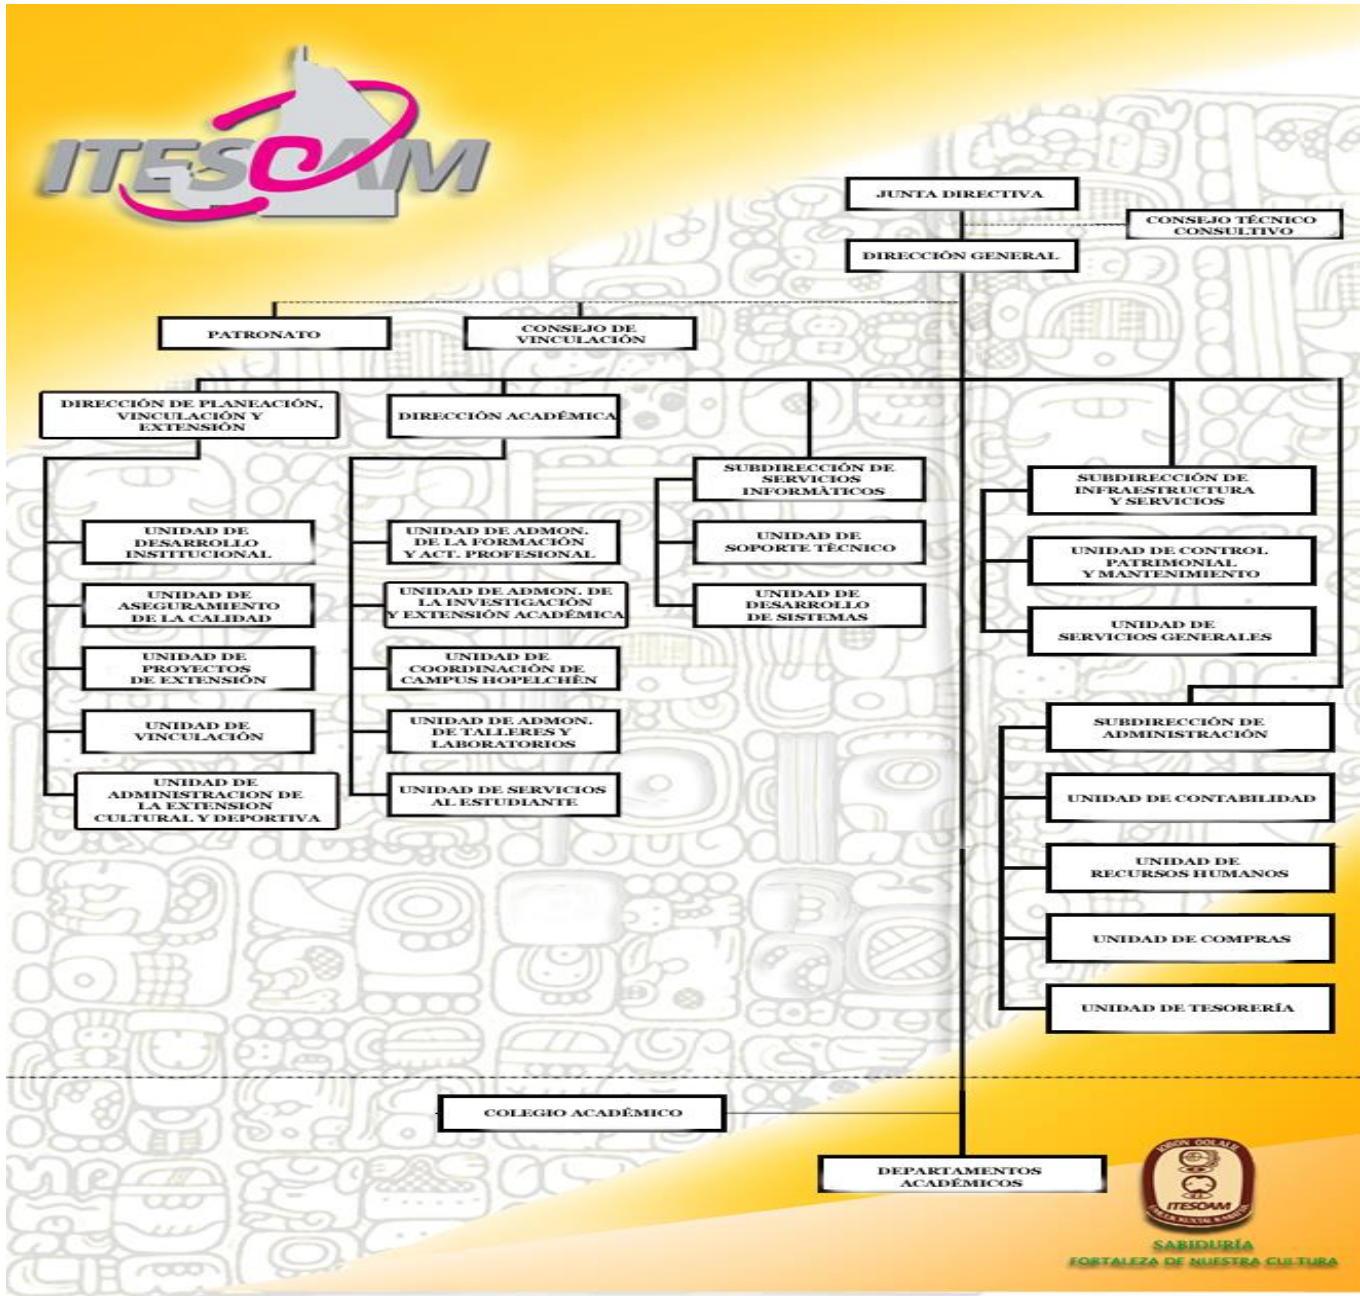 ITESCAM
JUNTA DIRECTIVA
CONSEJO TÉCNICO
CONSULTIVO
DIRECCIÓN GENERAL
PATRONATO
CONSEJO DE
VINCULACIÓN
DIRECCIÓN DE PLANEACIÓN,
VINCULACIÓN Y
EXTENSIÓN
UNIDAD DE
DESARROLLO
INSTITUCIONAL
UNIDAD DE
ASEGURAMIENTO
DE LA CALIDAD
UNIDAD DE
PROYECTOS
DE EXTENSIÓN
UNIDAD DE
VINCULACIÓN
UNIDAD DE
ADMINISTRACION DE
LA EXTENSION
CULTURAL Y DEPORTIVA
DIRECCIÓN ACADÉMICA
UNIDAD DE ADMON.
DE LA FORMACIÓN
Y ACT. PROFESIONAL
UNIDAD DE ADMON. DE
LA INVESTIGACIÓN
Y EXTENSIÓN ACADÉMICA
UNIDAD DE
COORDINACIÓN DE
CAMPUS HOPELCHÉN
UNIDAD DE ADMON.
DE TALLERES Y
LABORATORIOS
UNIDAD DE SERVICIOS
AL ESTUDIANTE
SUBDIRECCIÓN DE
SERVICIOS
INFORMÀTICOS
UNIDAD DE
SOPORTE TÈCNICO
UNIDAD DE
DESARROLLO
DE SISTEMAS
SUBDIRECCIÓN DE
INFRAESTRUCTURA
Y SERVICIOS
UNIDAD DE CONTROL
PATRIMONIAL
Y MANTENIMIENTO
UNIDAD DE
SERVICIOS GENERALES
SUBDIRECCIÓN DE
ADMINISTRACIÓN
UNIDAD DE CONTABILIDAD
UNIDAD DE
RECURSOS HUMANOS
UNIDAD DE COMPRAS
UNIDAD DE TESORERÍA
COLEGIO ACADÉMICO
DEPARTAMENTOS
ACADÉMICOS
ITESCAM
SABIDURÍA
FORTALEZA DE NUESTRA CULTURA